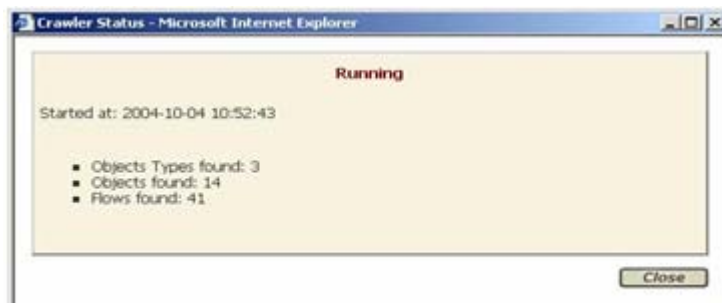 Crawler Status - Microsoft Internet Explorer
Running
Started at: 2004-10-04 10:52:43
Objects Types found: 3
Objects found: 14
Flows found: 41
Close